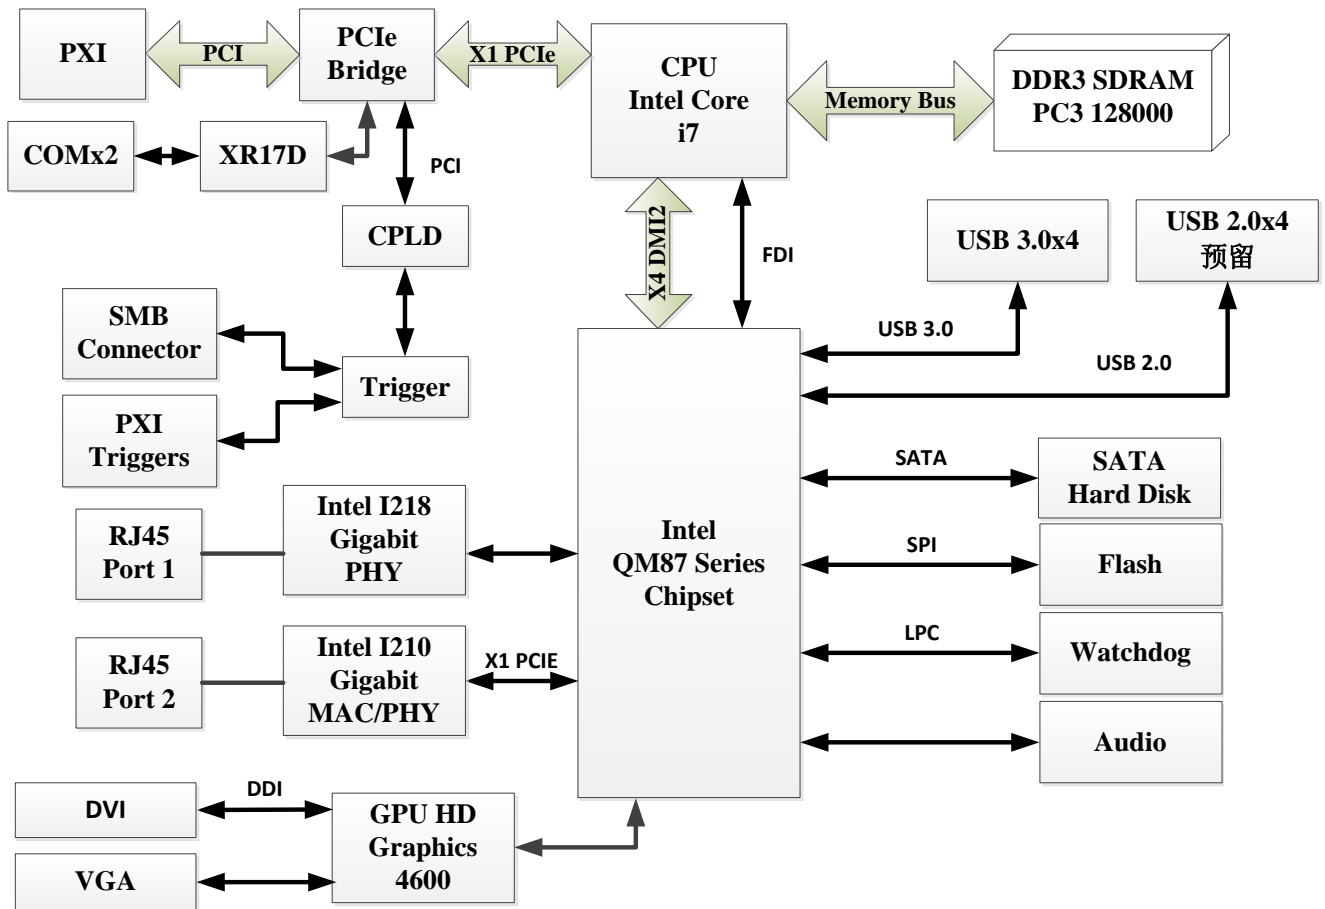 PXI
PCI
PCIe
Bridge
X1 PCIe
CPU
Intel Core
i7
Memory Bus
DDR3 SDRAM
PC3 128000
COMx2
XR17D
PCI
CPLD
X4 DMI2
FDI
USB 3.0x4
USB 2.0x4
预留
SMB
Connector
Trigger
PXI
Triggers
USB 3.0
USB 2.0
RJ45
Port 1
Intel I218
Gigabit
PHY
Intel
QM87 Series
Chipset
SATA
SATA
Hard Disk
SPI
Flash
RJ45
Port 2
Intel I210
Gigabit
MAC/PHY
X1 PCIE
LPC
Watchdog
Audio
DVI
DDI
GPU HD
Graphics
4600
VGA